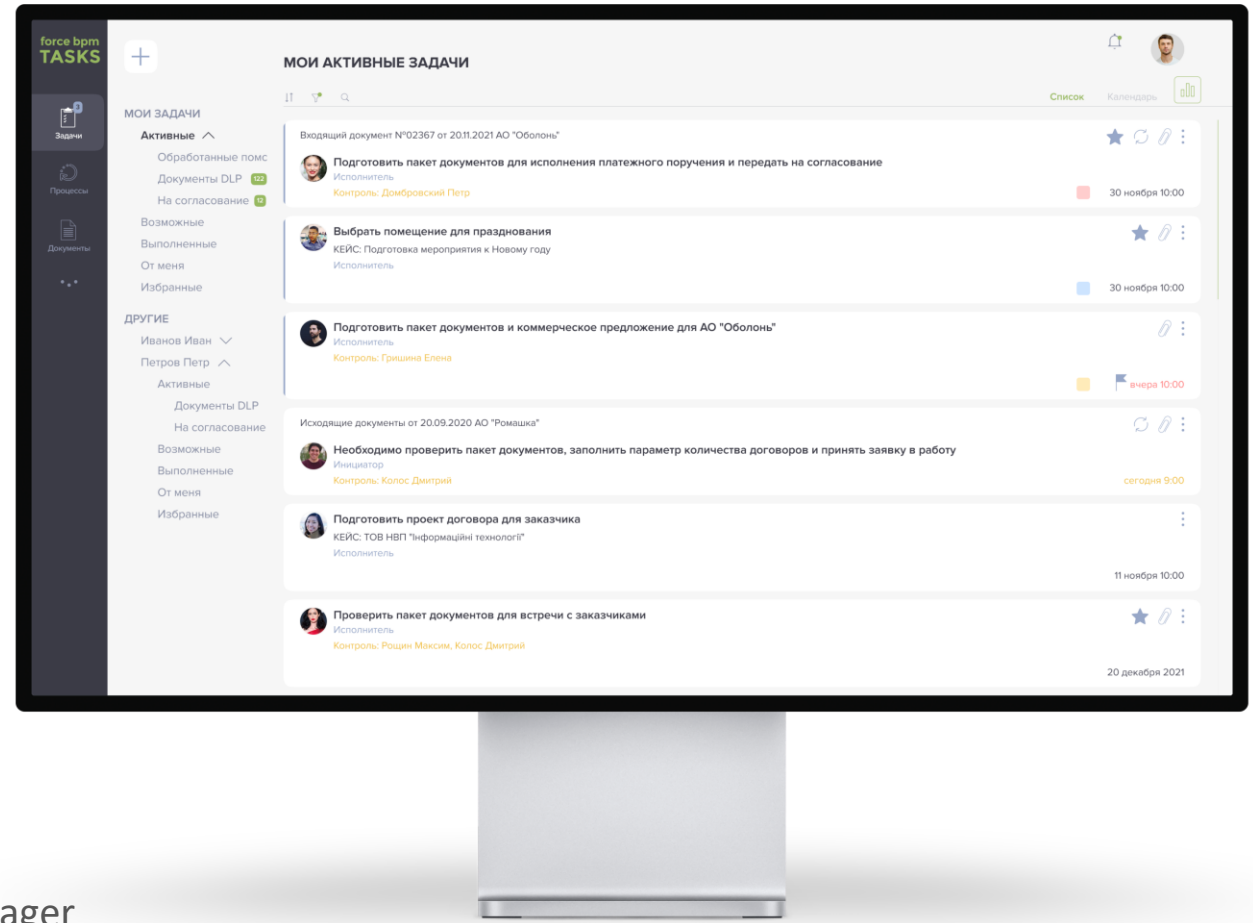 force bpm
TASKS
МОИ АКТИВНЫЕ ЗАДАЧИ
Список
Календарь
3
Задачи
Процессы
Документы
МОИ ЗАДАЧИ
Активные
Обработанные помс
Документы DLP 122
На согласование 12
Возможные
Выполненные
От меня
Избранные
ДРУГИЕ
Иванов Иван
Петров Петр
Активные
Документы DLP
На согласование
Возможные
Выполненные
От меня
Избранные
Входящий документ №02367 от 20.11.2021 АО "Оболонь"
Подготовить пакет документов для исполнения платежного поручения и передать на согласование
Исполнитель
Контроль: Домбровский Петр
30 ноября 10:00
Выбрать помещение для празднования
КЕЙС: Подготовка мероприятия к Новому году
Исполнитель
30 ноября 10:00
Подготовить пакет документов и коммерческое предложение для АО "Оболонь"
Исполнитель
Контроль: Гришина Елена
вчера 10:00
Исходящие документы от 20.09.2020 АО "Ромашка"
Необходимо проверить пакет документов, заполнить параметр количества договоров и принять заявку в работу
Инициатор
Контроль: Колос Дмитрий
сегодня 9:00
Подготовить проект договора для заказчика
КЕЙС: ТОВ НВП "Інформаційні технології"
Исполнитель
11 ноября 10:00
Проверить пакет документов для встречи с заказчиками
Исполнитель
Контроль: Рощин Максим, Колос Дмитрий
20 декабря 2021
ager